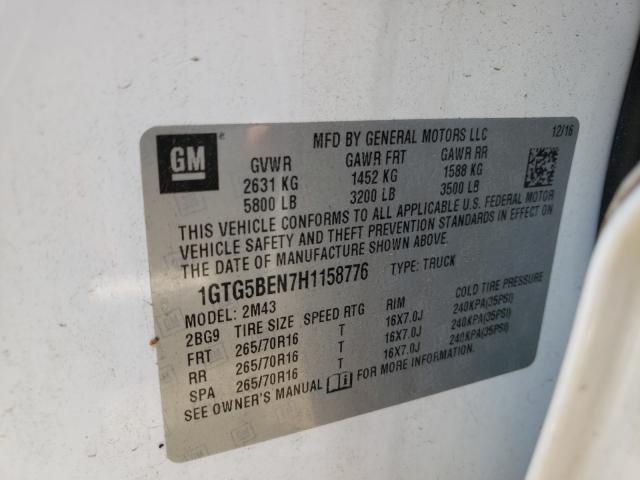 GM
MFD BY GENERAL MOTORS LLC 12/16
GVWR GAWR FRT GAWR RR
2631 KG 1452 KG 1588 KG
5800 LB 3200 LB 3500 LB
THIS VEHICLE CONFORMS TO ALL APPLICABLE U.S. FEDERAL MOTOR
VEHICLE SAFETY AND THEFT PREVENTION STANDARDS IN EFFECT ON
THE DATE OF MANUFACTURE SHOWN ABOVE.
1GTG5BEN7H1158776 TYPE: TRUCK
MODEL: 2M43
2BG9 TIRE SIZE SPEED RTG RIM COLD TIRE PRESSURE
FRT 265/70R16 T 16X7.0J 240KPA(35PSI)
RR 265/70R16 T 16X7.0J 240KPA(35PSI)
SPA 265/70R16 T 16X7.0J 240KPA(35PSI)
SEE OWNER'S MANUAL FOR MORE INFORMATION.